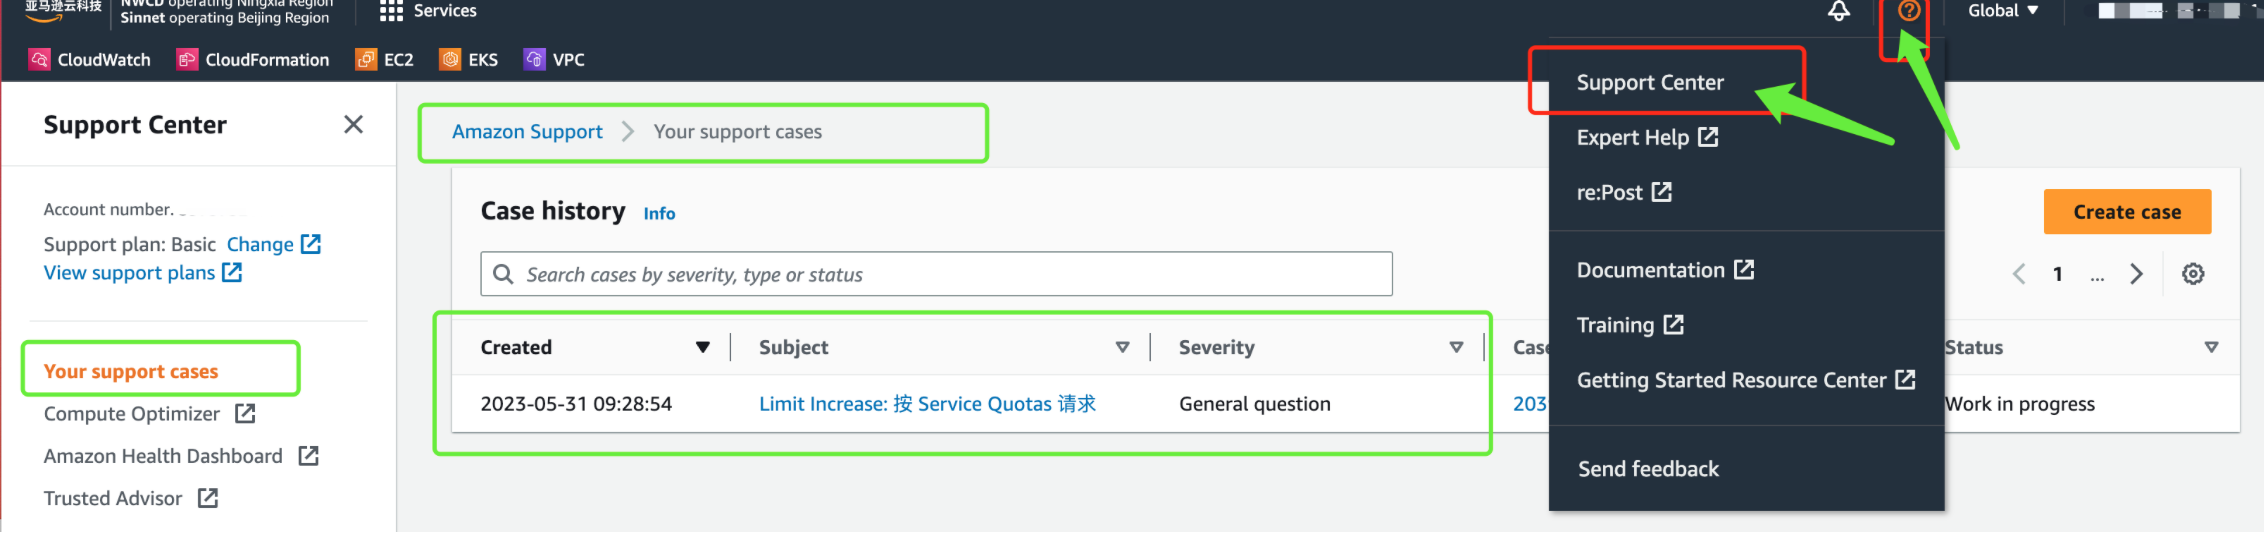 亚马逊云科技
NWCD operating Ningxia Region
Sinnet operating Beijing Region
Services
Global
CloudWatch
CloudFormation
EC2
EKS
VPC
Support Center
Account number:
Support plan: Basic Change
View support plans
Your support cases
Compute Optimizer
Amazon Health Dashboard
Trusted Advisor
Amazon Support > Your support cases
Case history Info
Create case
Search cases by severity, type or status
1 ...
Created Subject Severity Status
2023-05-31 09:28:54 Limit Increase: 按 Service Quotas 请求 General question Work in progress
Support Center
Expert Help
re:Post
Documentation
Training
Getting Started Resource Center
Send feedback